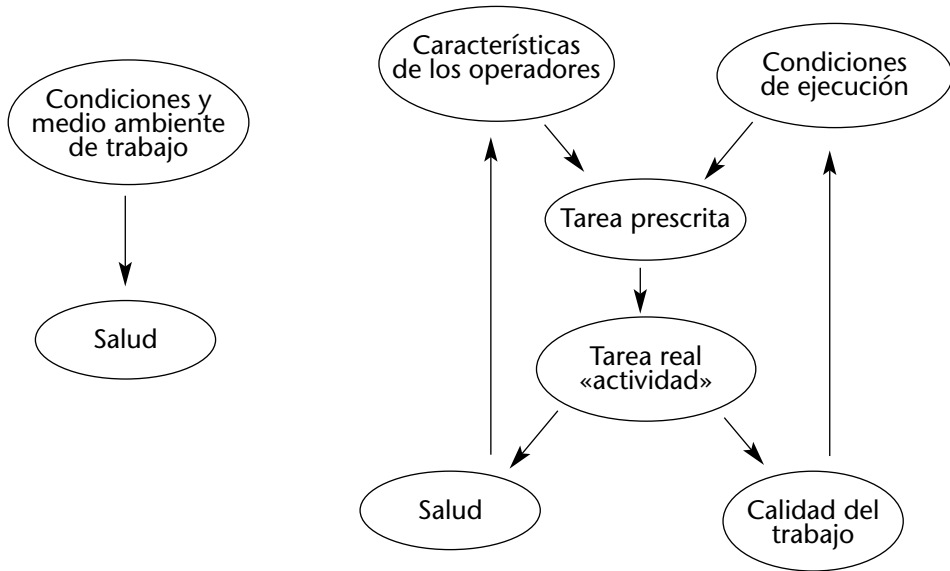 Condiciones y
medio ambiente
de trabajo
Salud
Características
de los operadores
Condiciones
de ejecución
Tarea prescrita
Tarea real
«actividad»
Salud
Calidad del
trabajo